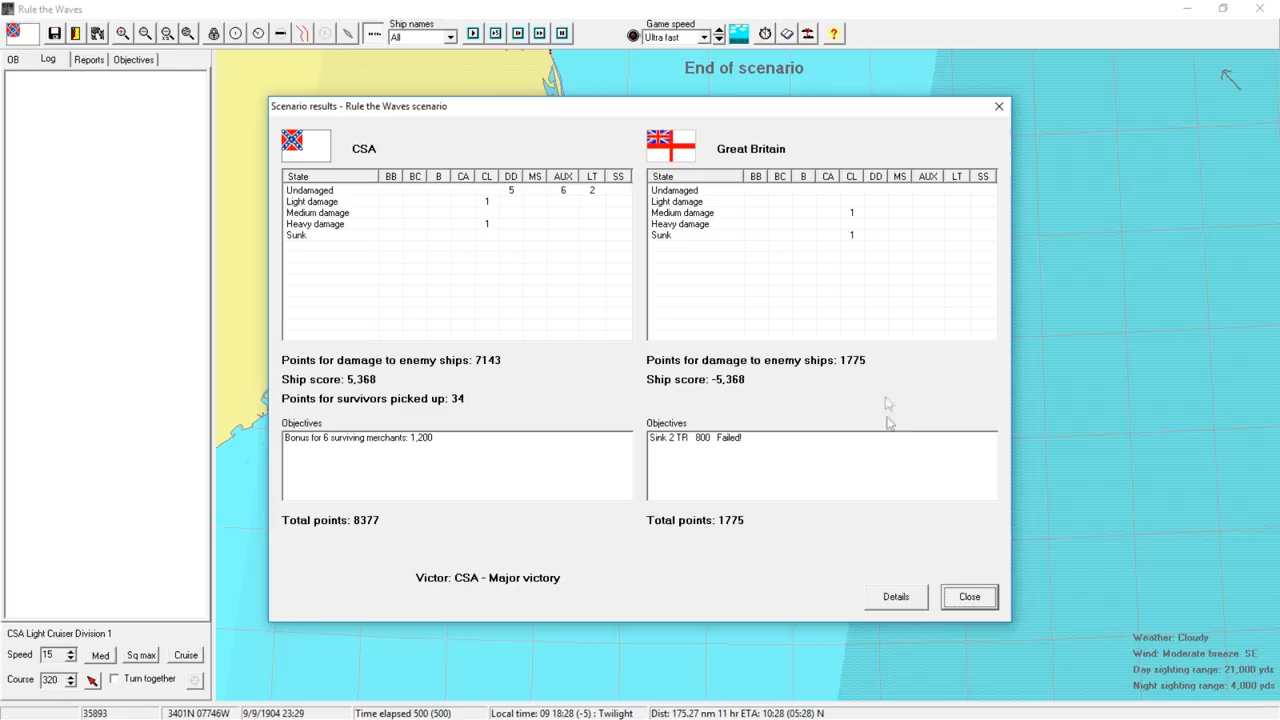 Rule the Waves
Ship names
All
Game speed
Ultra fast
OB Log Reports Objectives
End of scenario
Scenario results - Rule the Waves scenario
CSA
State BB BC B CA CL DD MS AUX LT SS
Undamaged 5 6 2
Light damage 1
Medium damage
Heavy damage 1
Sunk
Points for damage to enemy ships: 7143
Ship score: 5,368
Points for survivors picked up: 34
Objectives
Bonus for 6 surviving merchants: 1,200
Total points: 8377
Great Britain
State BB BC B CA CL DD MS AUX LT SS
Undamaged
Light damage
Medium damage 1
Heavy damage
Sunk 1
Points for damage to enemy ships: 1775
Ship score: -5,368
Objectives
Sink 2 TR 800 Failed!
Total points: 1775
Victor: CSA - Major victory
Details Close
CSA Light Cruiser Division 1
Speed 15 Med Sq max Cruise
Course 320 Turn together
Weather: Cloudy
Wind: Moderate breeze SE
Day sighting range: 21,000 yds
Night sighting range: 4,000 yds
35893 3401N 07746W 9/9/1904 23:29 Time elapsed 500 (500) Local time: 09 18:28 (-5) : Twilight Dist: 175.27 nm 11 hr ETA: 10:28 (05:28) N